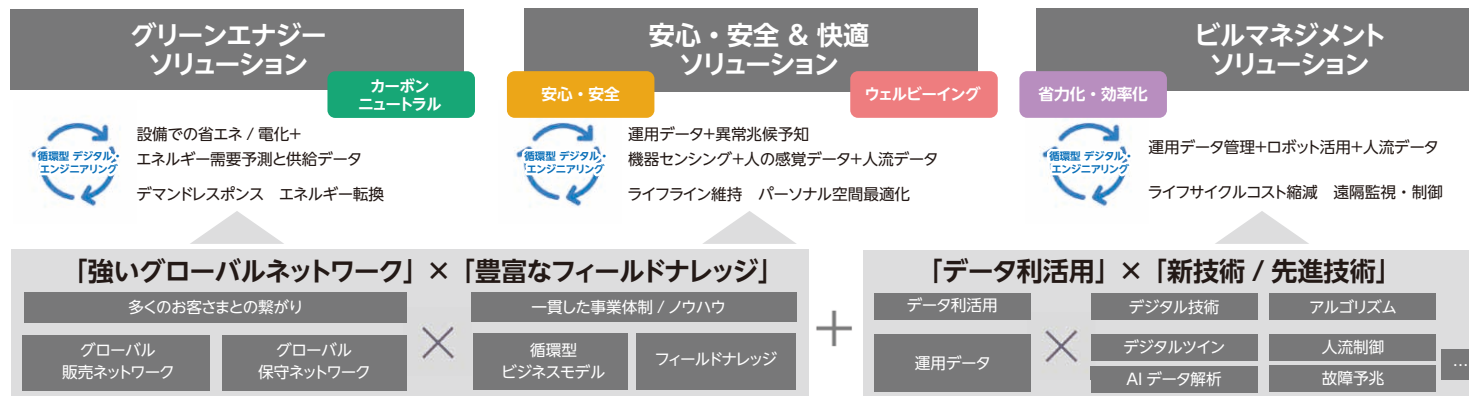 グリーンエナジー
ソリューション
カーボン
ニュートラル
循環型 デジタル・
エンジニアリング
設備での省エネ / 電化+
エネルギー需要予測と供給データ
デマンドレスポンス　エネルギー転換
安心・安全 & 快適
ソリューション
安心・安全
ウェルビーイング
循環型 デジタル・
エンジニアリング
運用データ+異常兆候予知
機器センシング+人の感覚データ+人流データ
ライフライン維持　パーソナル空間最適化
ビルマネジメント
ソリューション
省力化・効率化
循環型 デジタル・
エンジニアリング
運用データ管理+ロボット活用+人流データ
ライフサイクルコスト縮減　遠隔監視・制御
「強いグローバルネットワーク」×「豊富なフィールドナレッジ」
多くのお客さまとの繋がり
グローバル
販売ネットワーク
グローバル
保守ネットワーク
×
一貫した事業体制 / ノウハウ
循環型
ビジネスモデル
フィールドナレッジ
+
「データ利活用」×「新技術 / 先進技術」
データ利活用
運用データ
×
デジタル技術
アルゴリズム
デジタルツイン
人流制御
AI データ解析
故障予兆
…